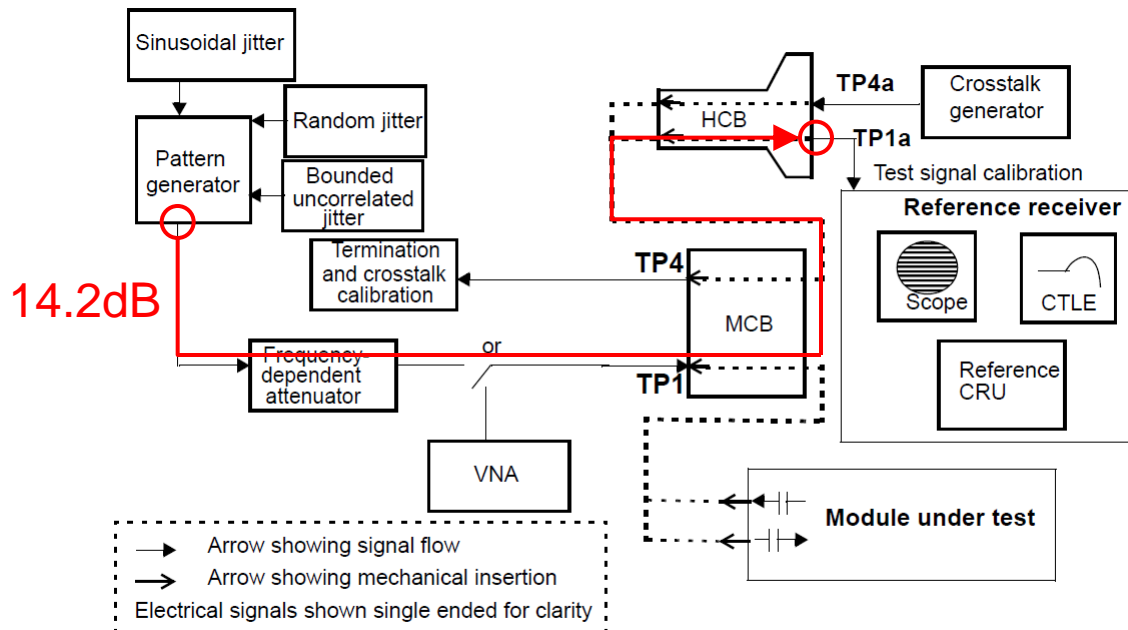 Sinusoidal jitter
Random jitter
Pattern
generator
Bounded
uncorrelated
jitter
HCB
TP4a
Crosstalk
generator
TP1a
Test signal calibration
Reference receiver
Scope
CTLE
Reference
CRU
Termination
and crosstalk
calibration
TP4
MCB
14.2dB
or
Frequency-
dependent
attenuator
TP1
VNA
Module under test
Arrow showing signal flow
Arrow showing mechanical insertion
Electrical signals shown single ended for clarity